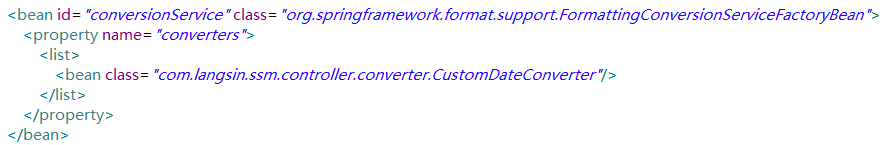 <bean id="conversionService" class="org.springframework.format.support.FormattingConversionServiceFactoryBean">
<property name="converters">
<list>
<bean class="com.langsin.ssm.controller.converter.CustomDateConverter"/>
</list>
</property>
</bean>